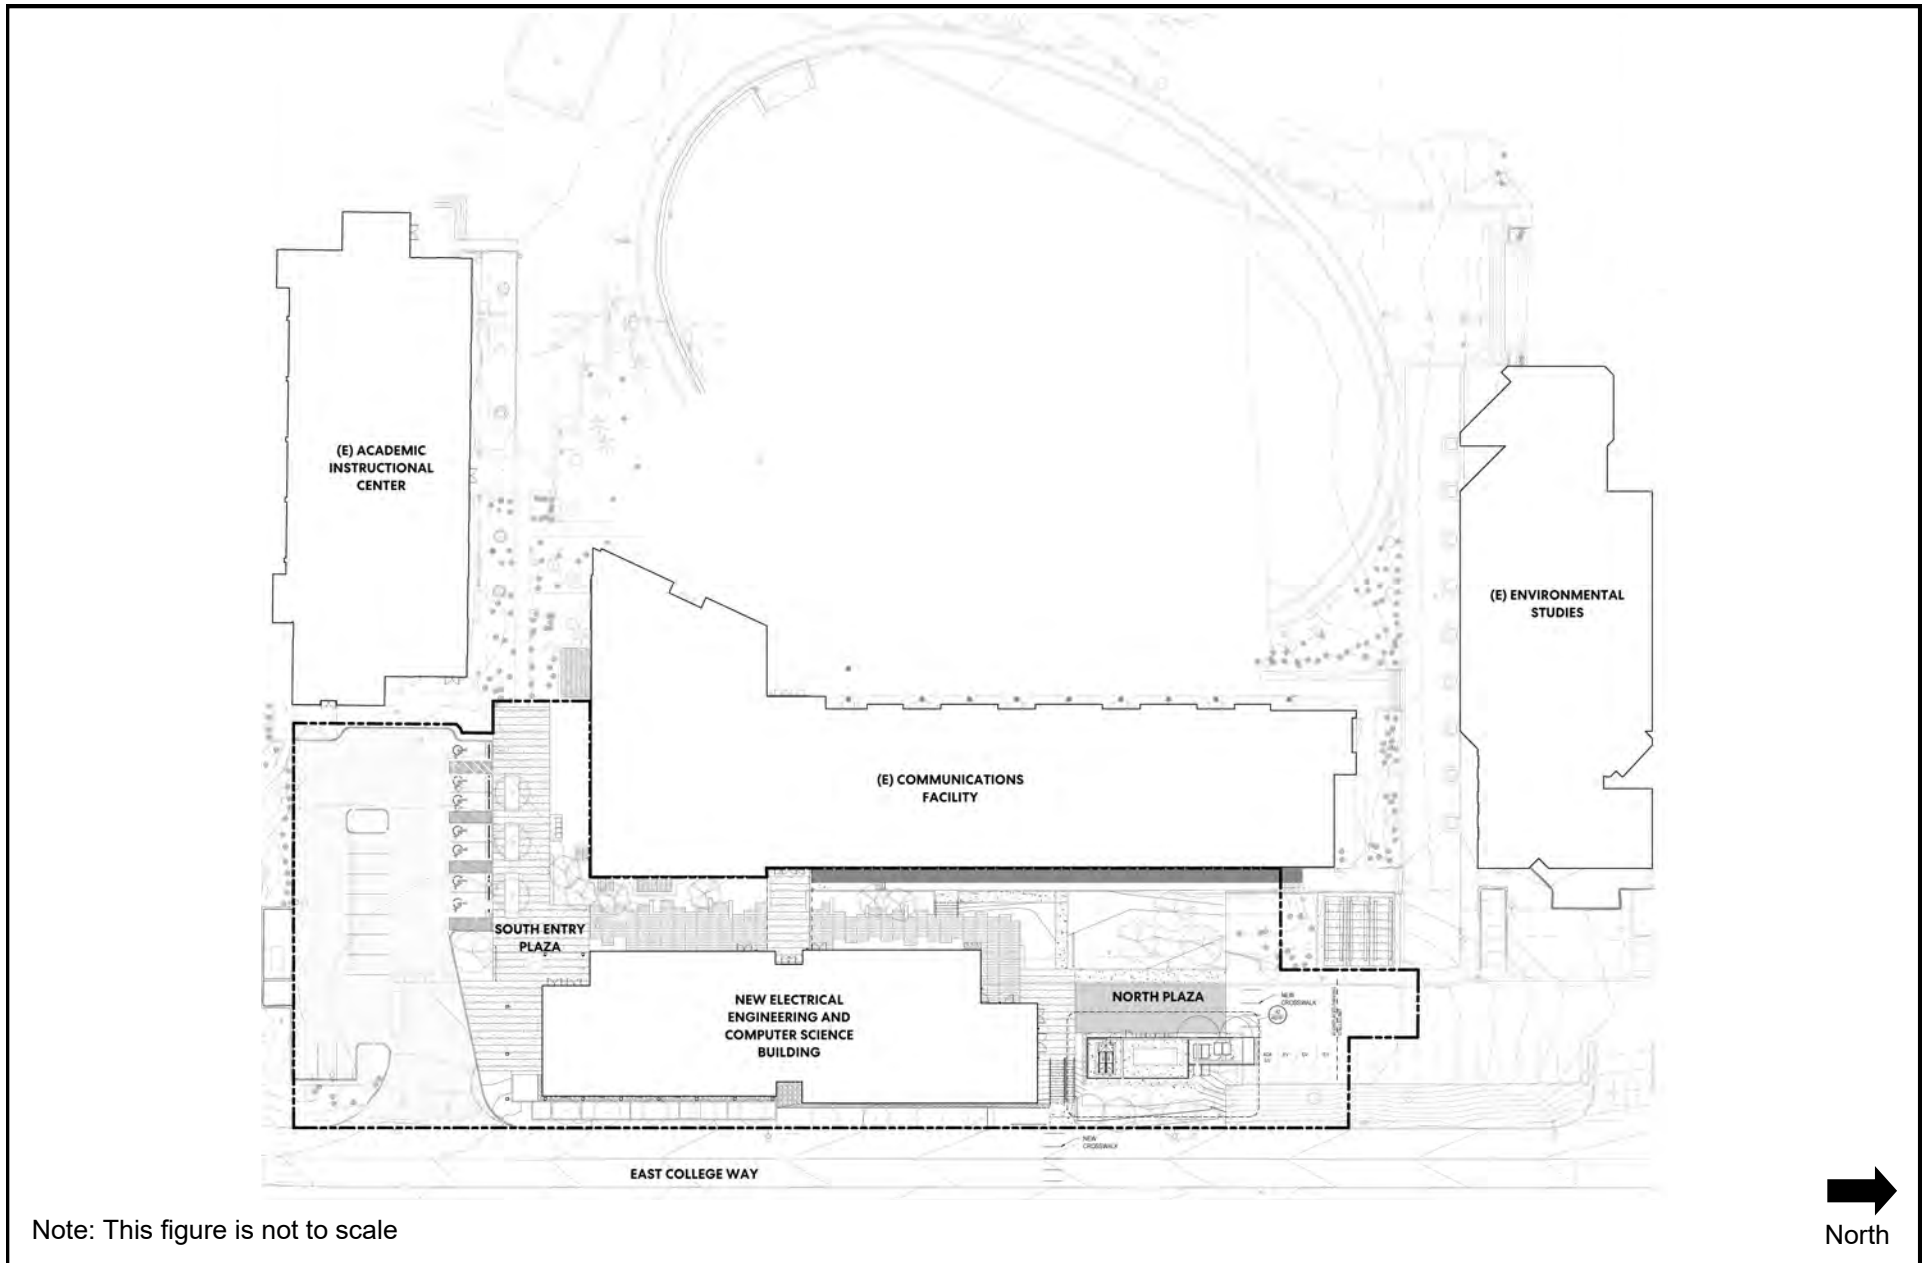 (E) ACADEMIC
INSTRUCTIONAL
CENTER
(E) ENVIRONMENTAL
STUDIES
(E) COMMUNICATIONS
FACILITY
SOUTH ENTRY
PLAZA
NEW ELECTRICAL
ENGINEERING AND
COMPUTER SCIENCE
BUILDING
NORTH PLAZA
NEW
CROSSWALK
NEW
CROSSWALK
EAST COLLEGE WAY
Note: This figure is not to scale
North